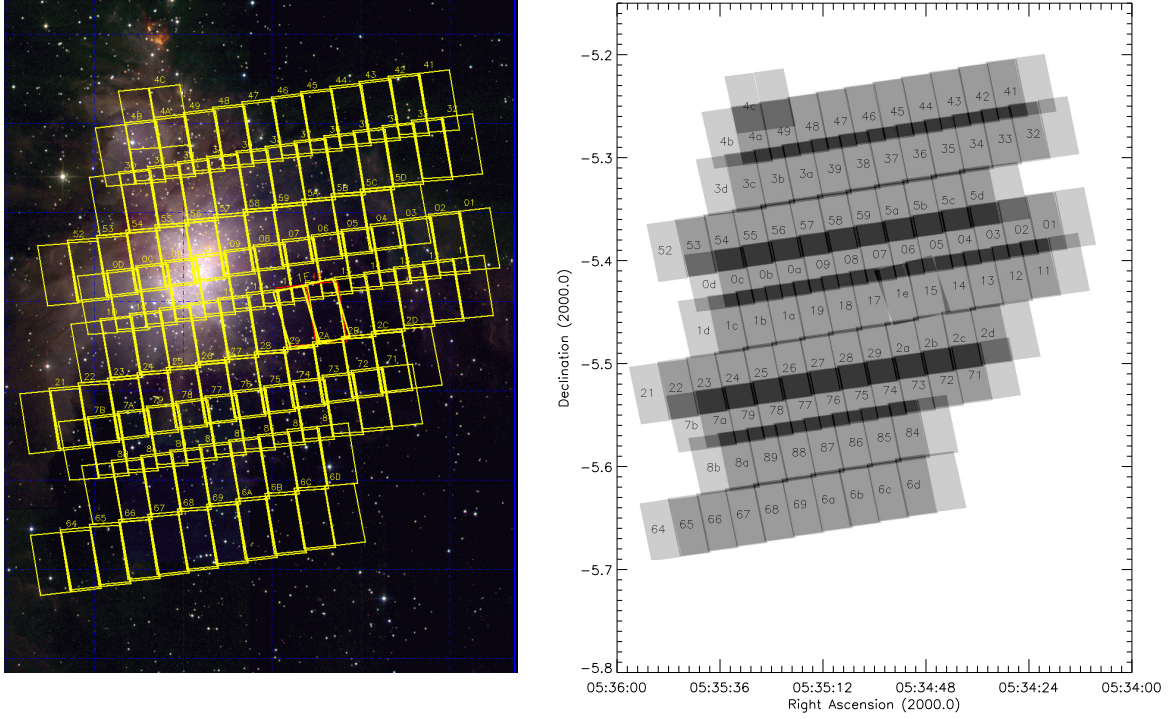 4C
4B 4A 49 48 47 46 45 44 43 42 41
32
52 53 54 55 56 57 58 59 5A 5B 5C 5D
0D 0C 09 08 07 06 05 04 03 02 01
1F
21 22 23 24 25 26 27 28 29 2A 2B 2C 2D
7B 7A 79 78 77 76 75 74 73 72 71
64 65 66 67 68 69 6A 6B 6C 6D
-5.2
-5.3
-5.4
-5.5
-5.6
-5.7
-5.8
Declination (2000.0)
4c
4b 4a 49 48 47 46 45 44 43 42 41
3d 3c 3b 3a 39 38 37 36 35 34 33 32
52 53 54 55 56 57 58 59 5a 5b 5c 5d
0d 0c 0b 0a 09 08 07 06 05 04 03 02 01
1d 1c 1b 1a 19 18 17 1e 15 14 13 12 11
21 22 23 24 25 26 27 28 29 2a 2b 2c 2d
7b 7a 79 78 77 76 75 74 73 72 71
8b 8a 89 88 87 86 85 84
64 65 66 67 68 69 6a 6b 6c 6d
05:36:00 05:35:36 05:35:12 05:34:48 05:34:24 05:34:00
Right Ascension (2000.0)